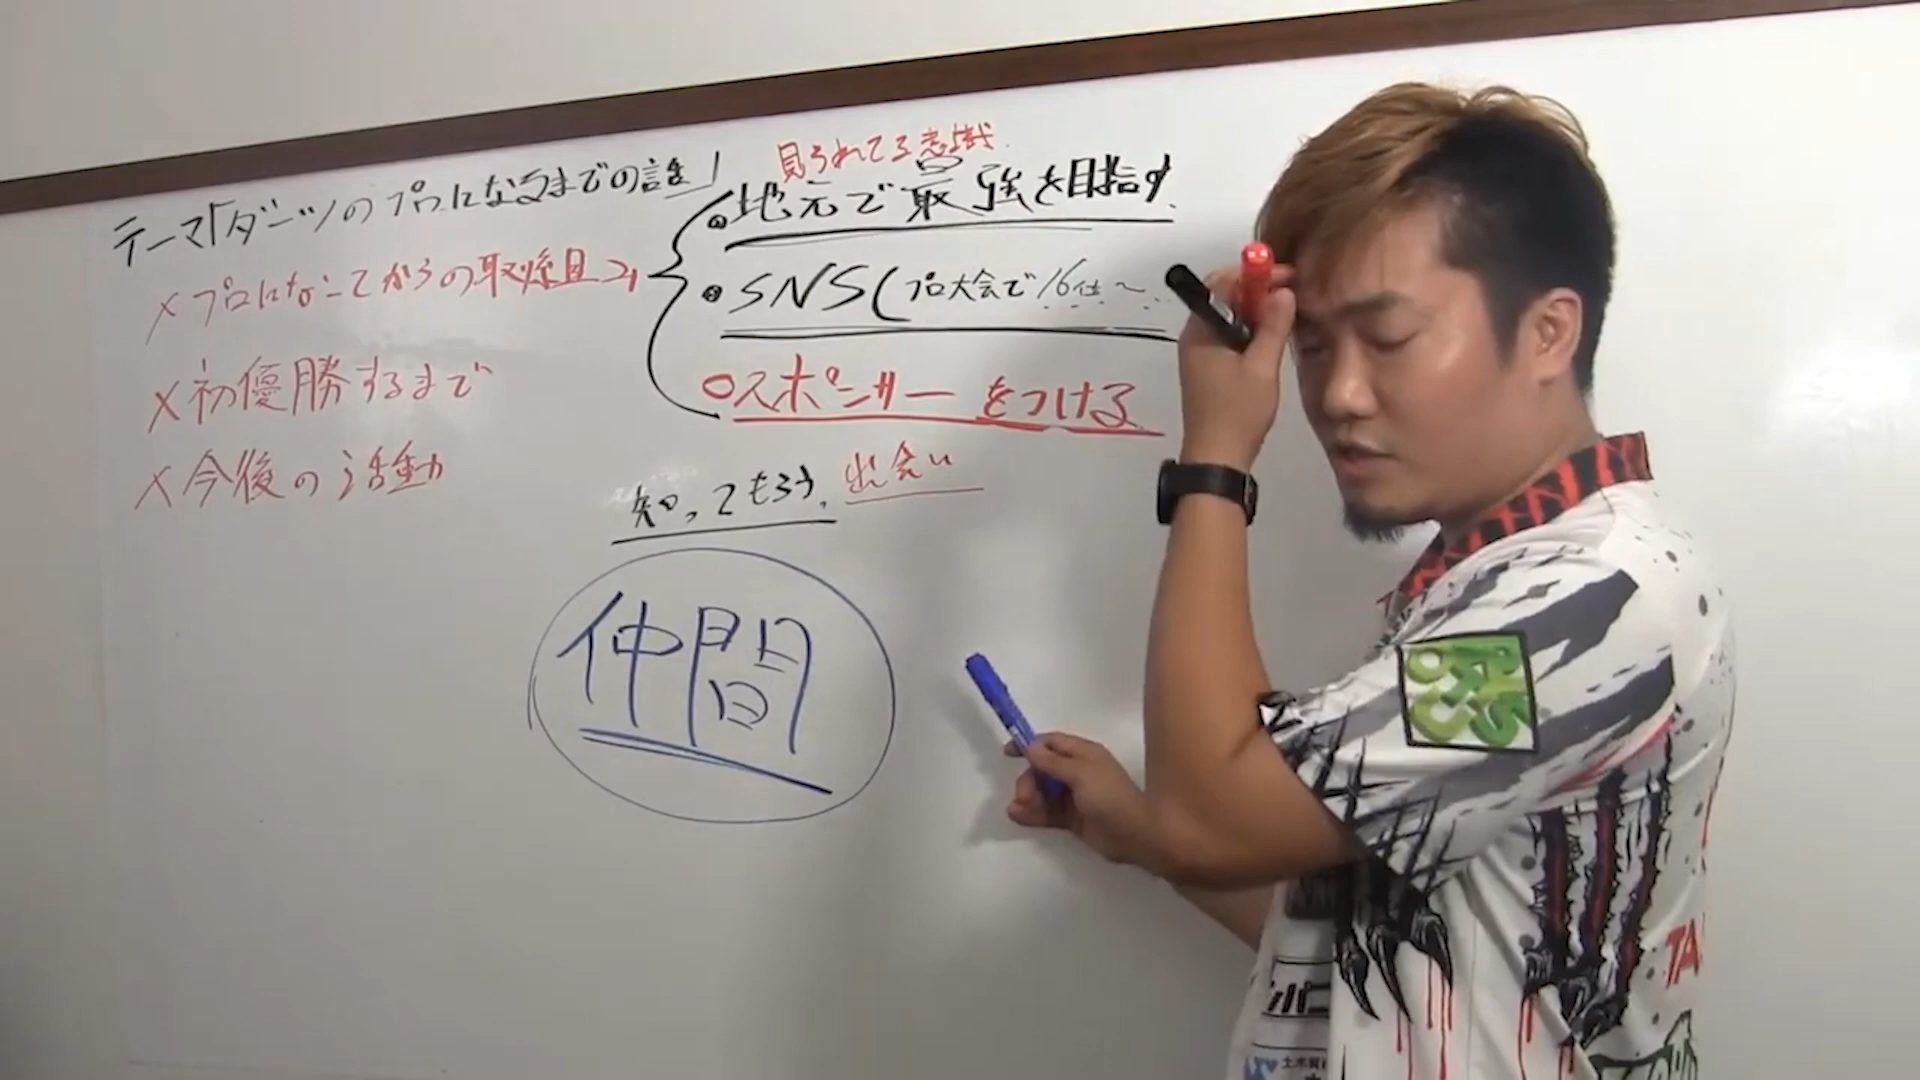 テーマ「ダーツのプロになるまでの話」
×プロになってからの取り組み
×初優勝するまで
×今後の活動
見られてる意識
●地元で最強を目指す
●SNS(プロ大会で16位〜
○スポンサーをつける
知ってもらう、出会い
仲間
TA